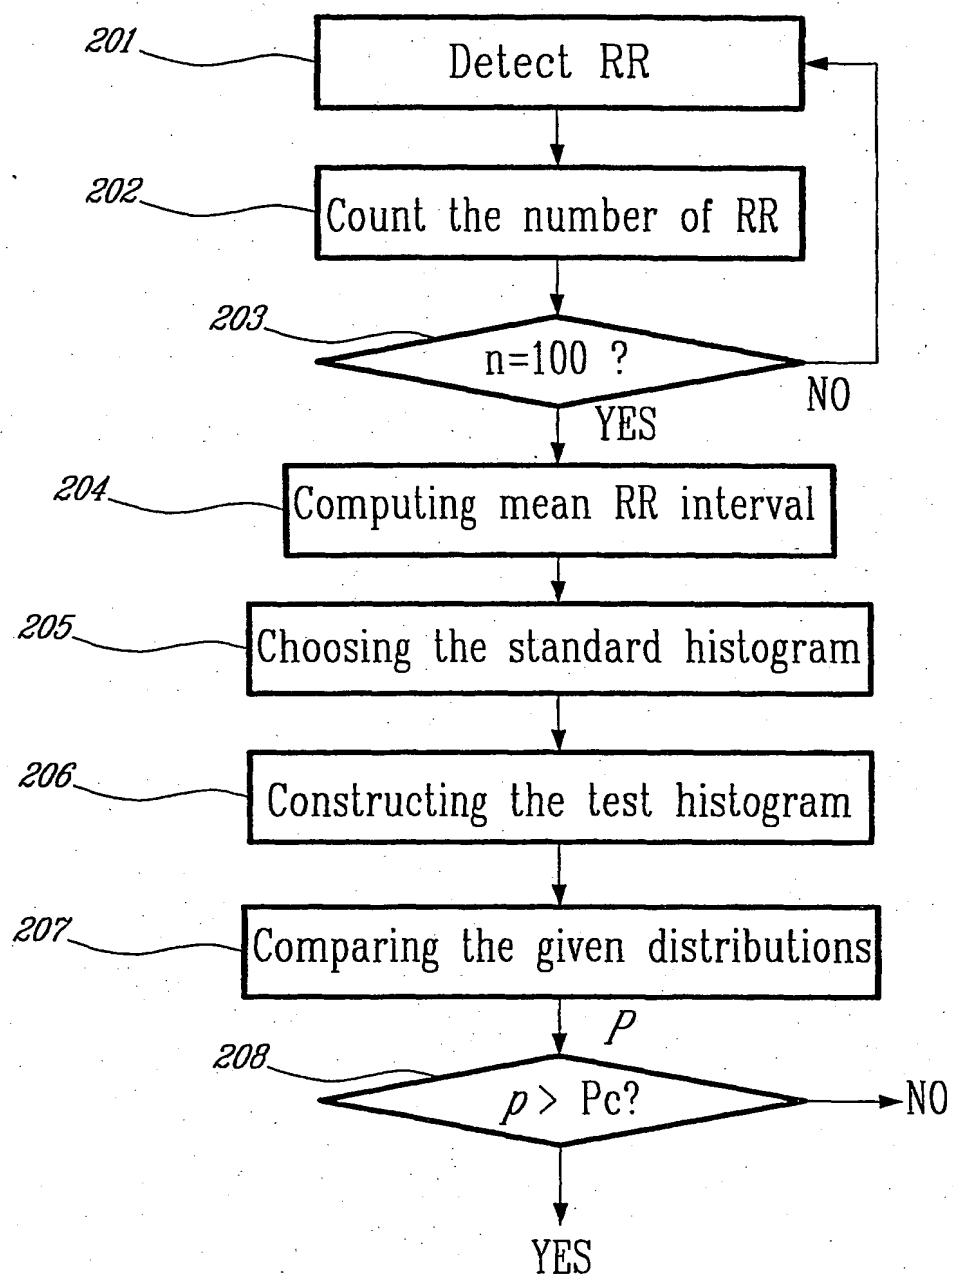 201
Detect RR
202
Count the number of RR
203
n=100 ?
NO
YES
204
Computing mean RR interval
205
Choosing the standard histogram
206
Constructing the test histogram
207
Comparing the given distributions
P
208
p > Pc?
NO
YES